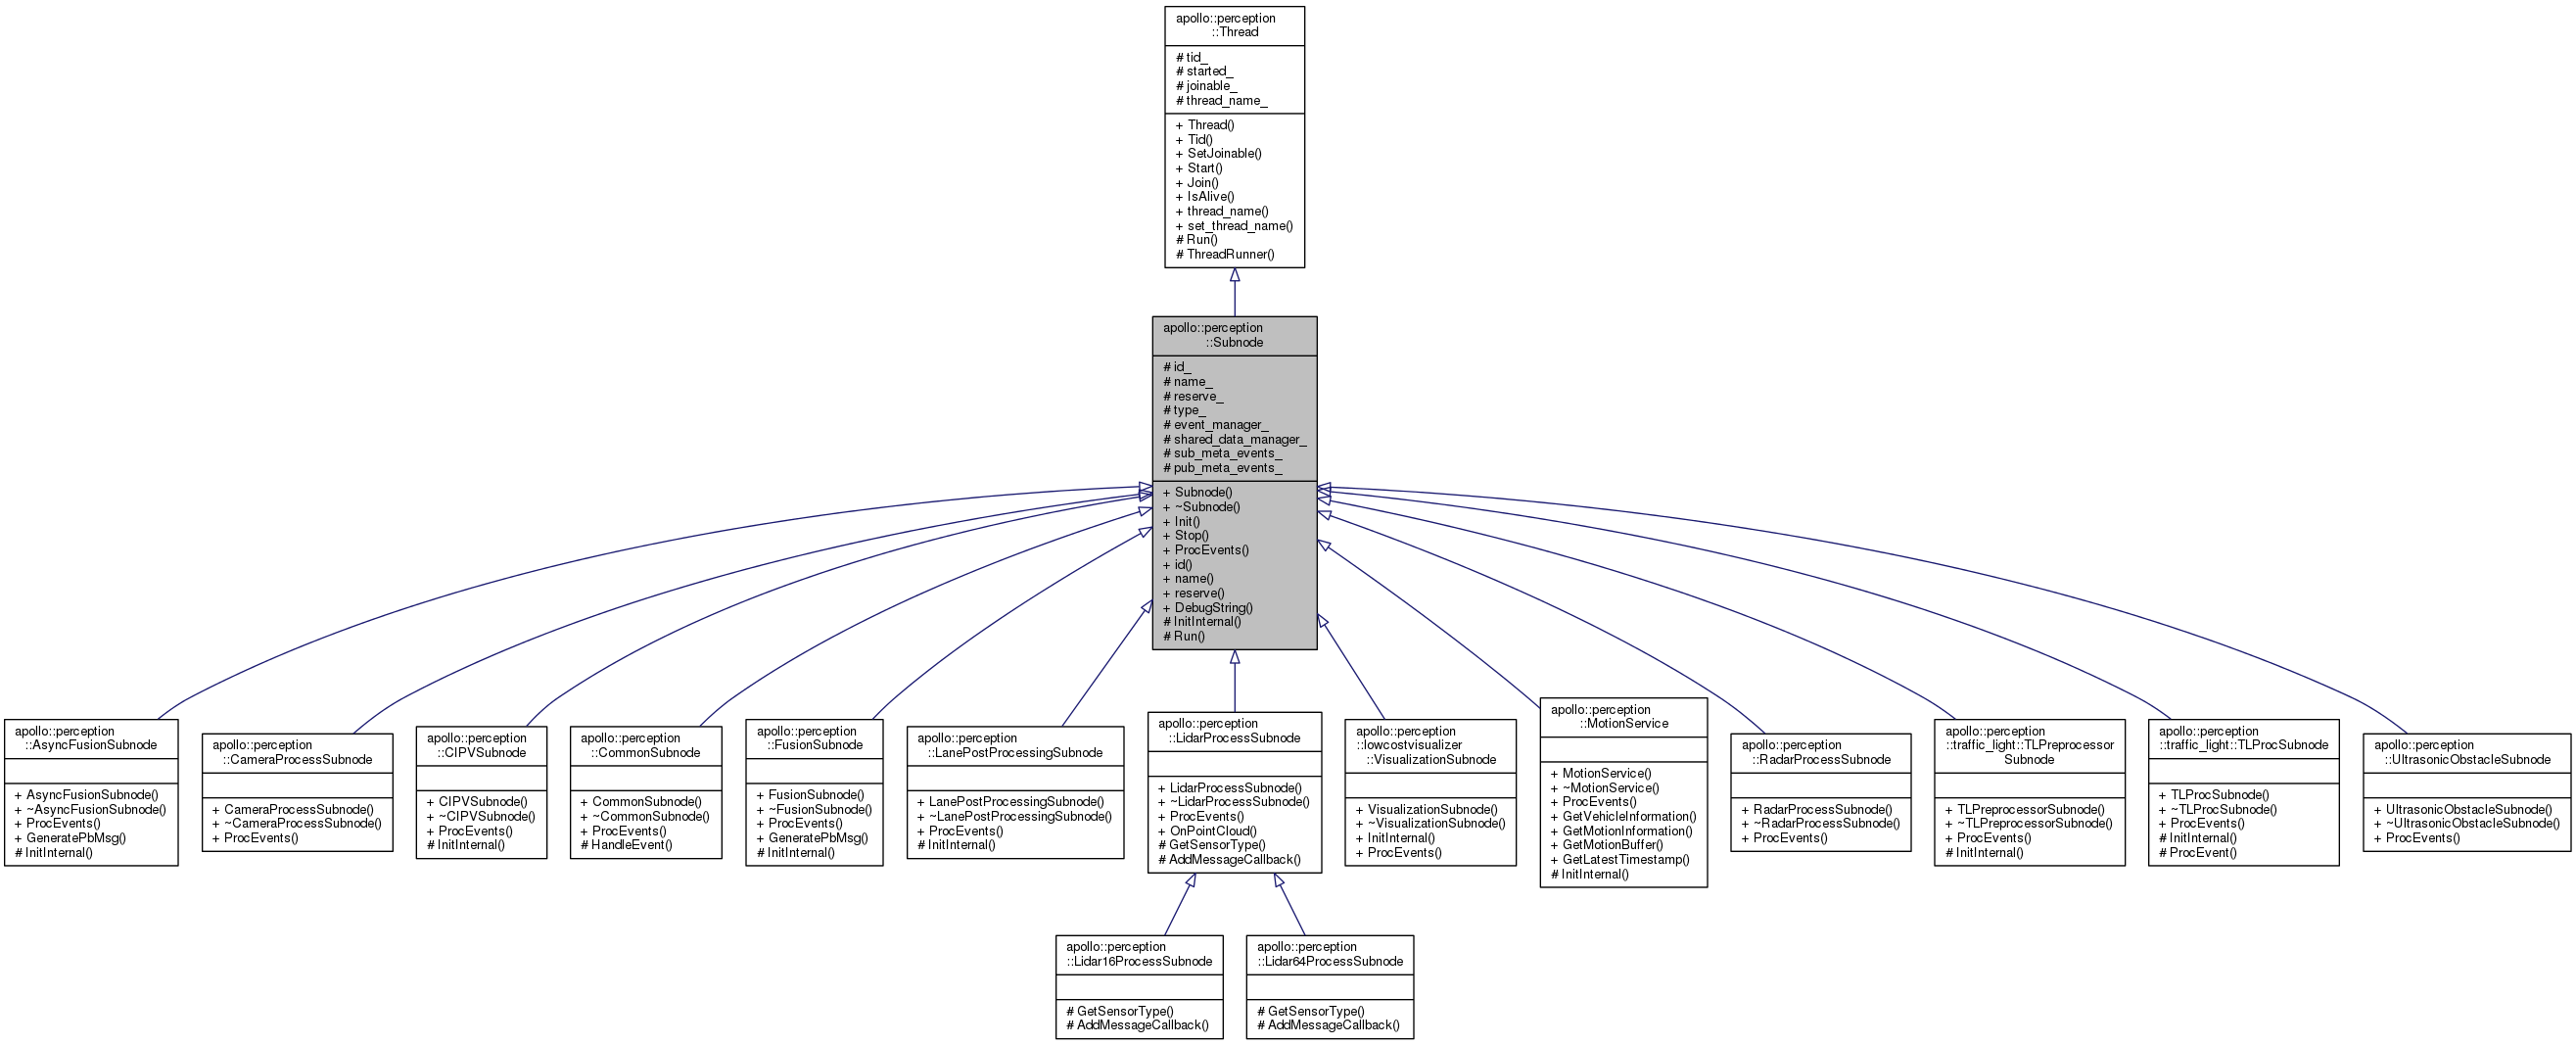 apollo::perception
::Thread
# tid_
# started_
# joinable_
# thread_name_
+ Thread()
+ Tid()
+ SetJoinable()
+ Start()
+ Join()
+ IsAlive()
+ thread_name()
+ set_thread_name()
# Run()
# ThreadRunner()
apollo::perception
::Subnode
# id_
# name_
# reserve_
# type_
# event_manager_
# shared_data_manager_
# sub_meta_events_
# pub_meta_events_
+ Subnode()
+ ~Subnode()
+ Init()
+ Stop()
+ ProcEvents()
+ id()
+ name()
+ reserve()
+ DebugString()
# InitInternal()
# Run()
apollo::perception
::AsyncFusionSubnode
+ AsyncFusionSubnode()
+ ~AsyncFusionSubnode()
+ ProcEvents()
+ GeneratePbMsg()
# InitInternal()
apollo::perception
::CameraProcessSubnode
+ CameraProcessSubnode()
+ ~CameraProcessSubnode()
+ ProcEvents()
apollo::perception
::CIPVSubnode
+ CIPVSubnode()
+ ~CIPVSubnode()
+ ProcEvents()
# InitInternal()
apollo::perception
::CommonSubnode
+ CommonSubnode()
+ ~CommonSubnode()
+ ProcEvents()
# HandleEvent()
apollo::perception
::FusionSubnode
+ FusionSubnode()
+ ~FusionSubnode()
+ ProcEvents()
+ GeneratePbMsg()
# InitInternal()
apollo::perception
::LanePostProcessingSubnode
+ LanePostProcessingSubnode()
+ ~LanePostProcessingSubnode()
+ ProcEvents()
# InitInternal()
apollo::perception
::LidarProcessSubnode
+ LidarProcessSubnode()
+ ~LidarProcessSubnode()
+ ProcEvents()
+ OnPointCloud()
# GetSensorType()
# AddMessageCallback()
apollo::perception
::lowcostvisualizer
::VisualizationSubnode
+ VisualizationSubnode()
+ ~VisualizationSubnode()
+ InitInternal()
+ ProcEvents()
apollo::perception
::MotionService
+ MotionService()
+ ~MotionService()
+ ProcEvents()
+ GetVehicleInformation()
+ GetMotionInformation()
+ GetMotionBuffer()
+ GetLatestTimestamp()
# InitInternal()
apollo::perception
::RadarProcessSubnode
+ RadarProcessSubnode()
+ ~RadarProcessSubnode()
+ ProcEvents()
apollo::perception
::traffic_light::TLPreprocessor
Subnode
+ TLPreprocessorSubnode()
+ ~TLPreprocessorSubnode()
+ ProcEvents()
# InitInternal()
apollo::perception
::traffic_light::TLProcSubnode
+ TLProcSubnode()
+ ~TLProcSubnode()
+ ProcEvents()
# InitInternal()
# ProcEvent()
apollo::perception
::UltrasonicObstacleSubnode
+ UltrasonicObstacleSubnode()
+ ~UltrasonicObstacleSubnode()
+ ProcEvents()
apollo::perception
::Lidar16ProcessSubnode
# GetSensorType()
# AddMessageCallback()
apollo::perception
::Lidar64ProcessSubnode
# GetSensorType()
# AddMessageCallback()